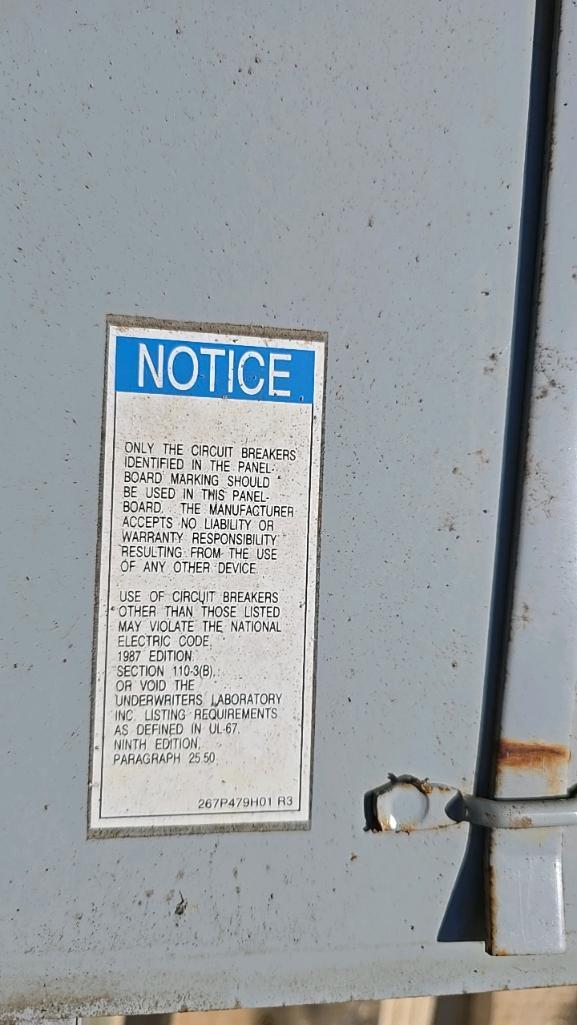 NOTICE
ONLY THE CIRCUIT BREAKERS
IDENTIFIED IN THE PANEL-
BOARD MARKING SHOULD
BE USED IN THIS PANEL-
BOARD. THE MANUFACTURER
ACCEPTS NO LIABILITY OR
WARRANTY RESPONSIBILITY
RESULTING FROM THE USE
OF ANY OTHER DEVICE.
USE OF CIRCUIT BREAKERS
OTHER THAN THOSE LISTED
MAY VIOLATE THE NATIONAL
ELECTRIC CODE,
1987 EDITION.
SECTION 110-3(B),
OR VOID THE
UNDERWRITERS LABORATORY
INC. LISTING REQUIREMENTS
AS DEFINED IN UL-67,
NINTH EDITION,
PARAGRAPH 25.50.
267P479H01 R3